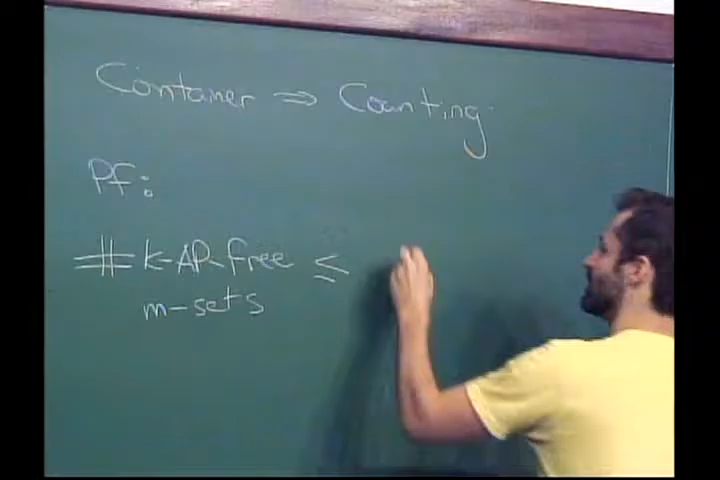 Container ⇒ Counting
Pf:
# k-AP-free ≤
m-sets